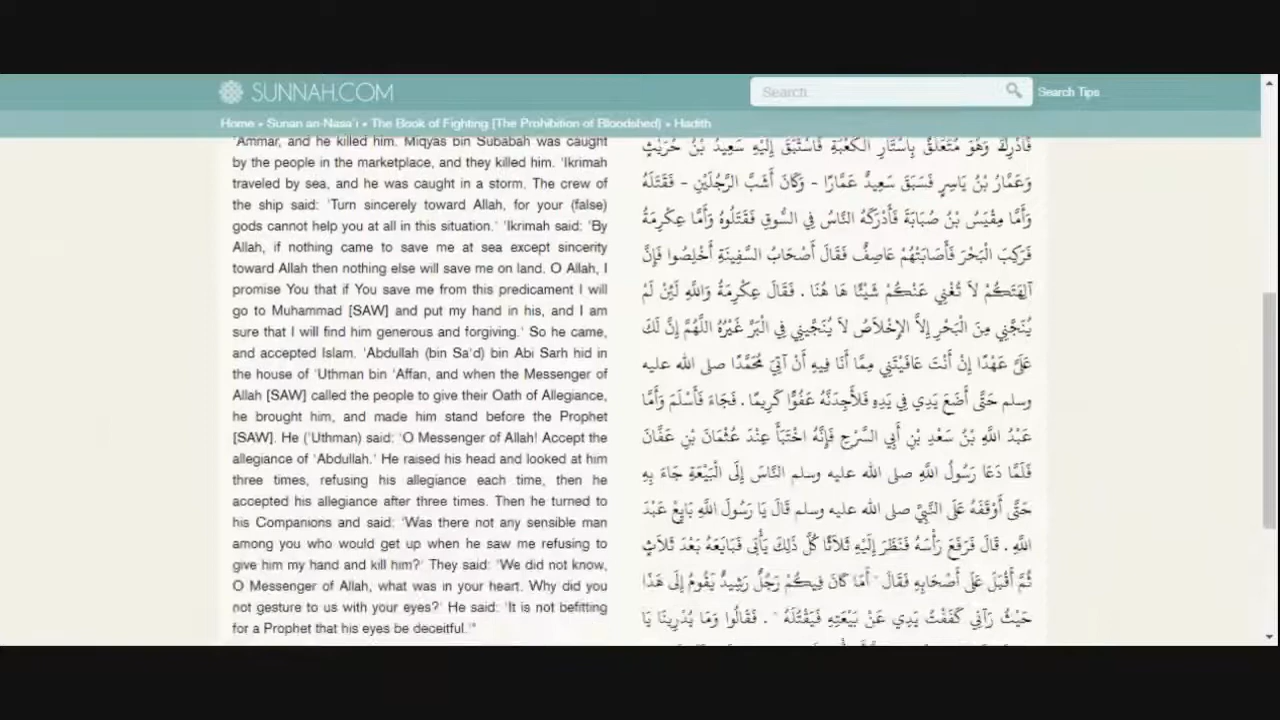 SUNNAH.COM
Search
Search Tips
Home » Sunan an-Nasa'i » The Book of Fighting [The Prohibition of Bloodshed] » Hadith
'Ammar, and he killed him. Miqyas bin Subabah was caught
by the people in the marketplace, and they killed him. 'Ikrimah
traveled by sea, and he was caught in a storm. The crew of
the ship said: 'Turn sincerely toward Allah, for your (false)
gods cannot help you at all in this situation.' 'Ikrimah said: 'By
Allah, if nothing came to save me at sea except sincerity
toward Allah then nothing else will save me on land. O Allah, I
promise You that if You save me from this predicament I will
go to Muhammad [SAW] and put my hand in his, and I am
sure that I will find him generous and forgiving.' So he came,
and accepted Islam. 'Abdullah (bin Sa'd) bin Abi Sarh hid in
the house of 'Uthman bin 'Affan, and when the Messenger of
Allah [SAW] called the people to give their Oath of Allegiance,
he brought him, and made him stand before the Prophet
[SAW]. He ('Uthman) said: 'O Messenger of Allah! Accept the
allegiance of 'Abdullah.' He raised his head and looked at him
three times, refusing his allegiance each time, then he
accepted his allegiance after three times. Then he turned to
his Companions and said: 'Was there not any sensible man
among you who would get up when he saw me refusing to
give him my hand and kill him?' They said: 'We did not know,
O Messenger of Allah, what was in your heart. Why did you
not gesture to us with your eyes?' He said: 'It is not befitting
for a Prophet that his eyes be deceitful.'"
فَأُدْرِكَ وَهُوَ مُتَعَلِّقٌ بِأَسْتَارِ الْكَعْبَةِ فَاسْتَبَقَ إِلَيْهِ سَعِيدُ بْنُ حُرَيْثٍ
وَعَمَّارُ بْنُ يَاسِرٍ فَسَبَقَ سَعِيدٌ عَمَّارًا - وَكَانَ أَشَبَّ الرَّجُلَيْنِ - فَقَتَلَهُ
وَأَمَّا مِقْيَسُ بْنُ صُبَابَةَ فَأَدْرَكَهُ النَّاسُ فِي السُّوقِ فَقَتَلُوهُ وَأَمَّا عِكْرِمَةُ
فَرَكِبَ الْبَحْرَ فَأَصَابَتْهُمْ عَاصِفٌ فَقَالَ أَصْحَابُ السَّفِينَةِ أَخْلِصُوا فَإِنَّ
آلِهَتَكُمْ لاَ تُغْنِي عَنْكُمْ شَيْئًا هَا هُنَا . فَقَالَ عِكْرِمَةُ وَاللَّهِ لَئِنْ لَمْ
يُنَجِّنِي مِنَ الْبَحْرِ إِلاَّ الإِخْلاَصُ لاَ يُنَجِّينِي فِي الْبَرِّ غَيْرُهُ اللَّهُمَّ إِنَّ لَكَ
عَلَىَّ عَهْدًا إِنْ أَنْتَ عَافَيْتَنِي مِمَّا أَنَا فِيهِ أَنْ آتِيَ مُحَمَّدًا صلى الله عليه
وسلم حَتَّى أَضَعَ يَدِي فِي يَدِهِ فَلأَجِدَنَّهُ عَفُوًّا كَرِيمًا . فَجَاءَ فَأَسْلَمَ وَأَمَّا
عَبْدُ اللَّهِ بْنُ سَعْدِ بْنِ أَبِي السَّرْحِ فَإِنَّهُ اخْتَبَأَ عِنْدَ عُثْمَانَ بْنِ عَفَّانَ
فَلَمَّا دَعَا رَسُولُ اللَّهِ صلى الله عليه وسلم النَّاسَ إِلَى الْبَيْعَةِ جَاءَ بِهِ
حَتَّى أَوْقَفَهُ عَلَى النَّبِيِّ صلى الله عليه وسلم قَالَ يَا رَسُولَ اللَّهِ بَايِعْ عَبْدَ
اللَّهِ . قَالَ فَرَفَعَ رَأْسَهُ فَنَظَرَ إِلَيْهِ ثَلاَثًا كُلَّ ذَلِكَ يَأْبَى فَبَايَعَهُ بَعْدَ ثَلاَثٍ
ثُمَّ أَقْبَلَ عَلَى أَصْحَابِهِ فَقَالَ " أَمَا كَانَ فِيكُمْ رَجُلٌ رَشِيدٌ يَقُومُ إِلَى هَذَا
حَيْثُ رَآنِي كَفَفْتُ يَدِي عَنْ بَيْعَتِهِ فَيَقْتُلُهُ " . فَقَالُوا وَمَا يُدْرِينَا يَا